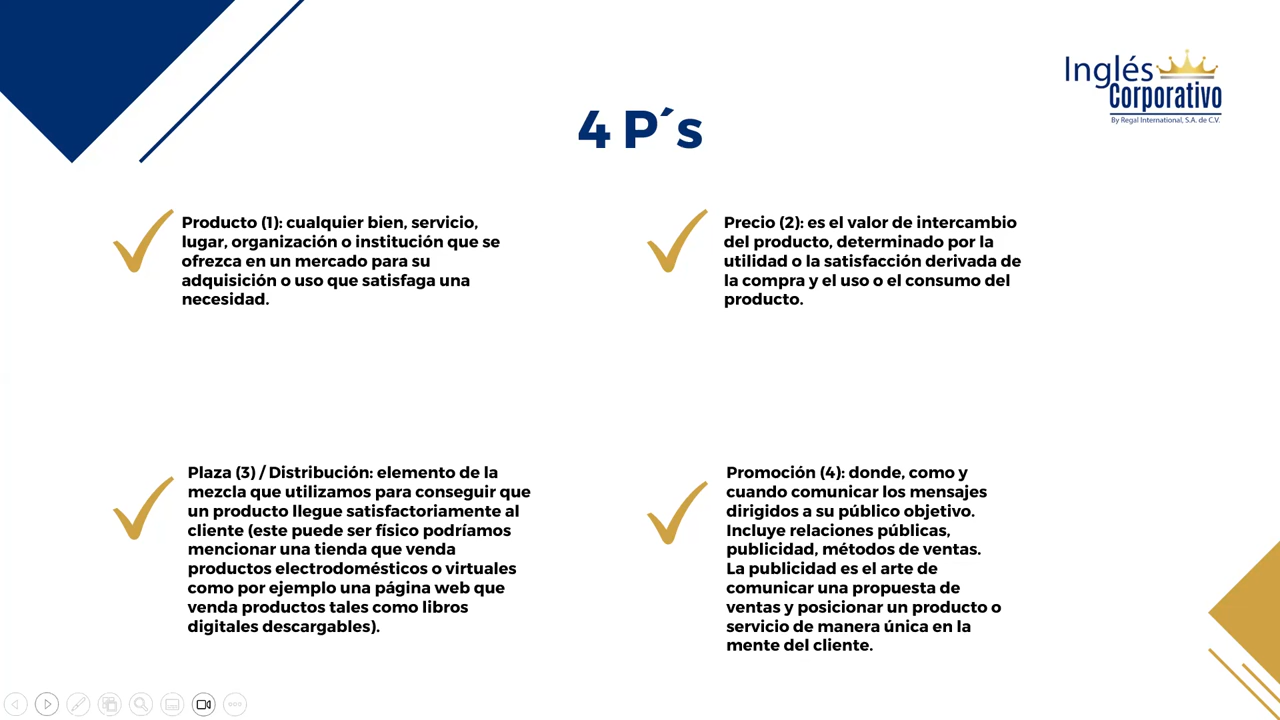 Inglés
Corporativo
By Regal International, S.A. de C.V.
4 P´s
Producto (1): cualquier bien, servicio,
lugar, organización o institución que se
ofrezca en un mercado para su
adquisición o uso que satisfaga una
necesidad.
Precio (2): es el valor de intercambio
del producto, determinado por la
utilidad o la satisfacción derivada de
la compra y el uso o el consumo del
producto.
Plaza (3) / Distribución: elemento de la
mezcla que utilizamos para conseguir que
un producto llegue satisfactoriamente al
cliente (este puede ser físico podríamos
mencionar una tienda que venda
productos electrodomésticos o virtuales
como por ejemplo una página web que
venda productos tales como libros
digitales descargables).
Promoción (4): donde, como y
cuando comunicar los mensajes
dirigidos a su público objetivo.
Incluye relaciones públicas,
publicidad, métodos de ventas.
La publicidad es el arte de
comunicar una propuesta de
ventas y posicionar un producto o
servicio de manera única en la
mente del cliente.